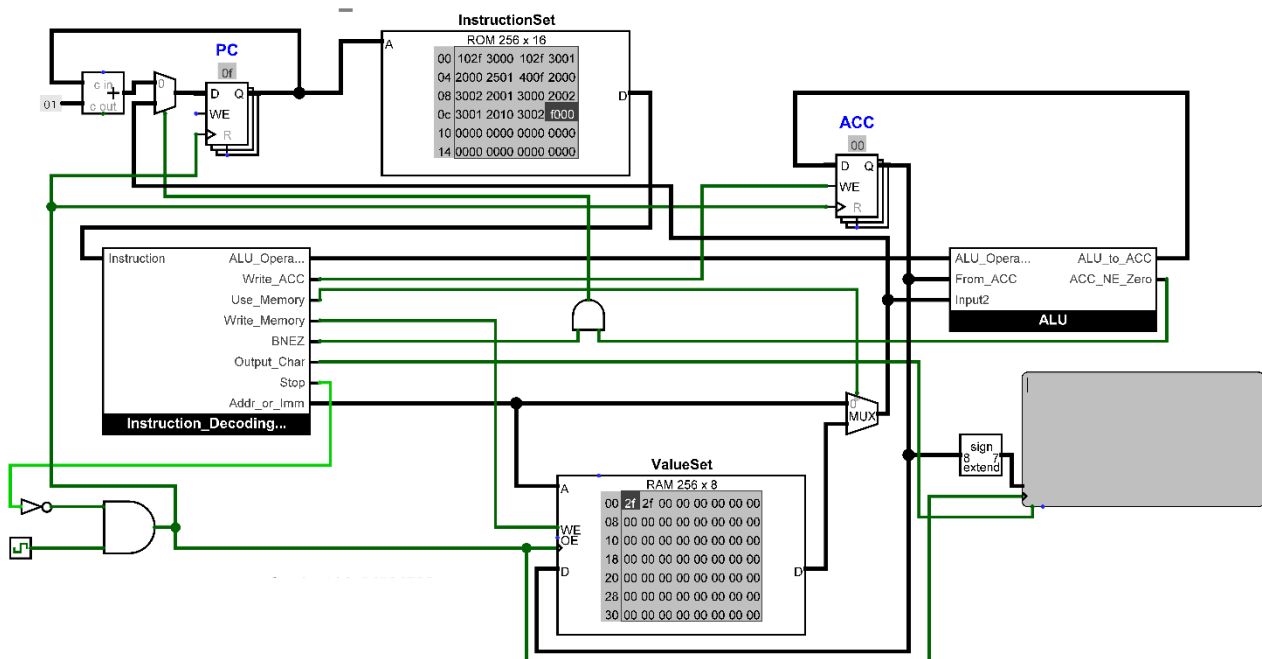 InstructionSet
PC
ROM 256 x 16
0f
A
00 102f 3000 102f 3001
04 2000 2501 400f 2000
08 3002 2001 3000 2002
0c 3001 2010 3002 f000
10 0000 0000 0000 0000
14 0000 0000 0000 0000
D
c in
+
c out
01
0
D Q
WE
R
ACC
00
D Q
WE
R
Instruction
ALU_Opera...
Write_ACC
Use_Memory
Write_Memory
BNEZ
Output_Char
Stop
Addr_or_Imm
Instruction_Decoding...
ALU_Opera...
From_ACC
Input2
ALU_to_ACC
ACC_NE_Zero
ALU
0
MUX
sign
8 7
extend
ValueSet
RAM 256 x 8
A
WE
OE
D
00 2f 2f 00 00 00 00 00 00
08 00 00 00 00 00 00 00 00
10 00 00 00 00 00 00 00 00
18 00 00 00 00 00 00 00 00
20 00 00 00 00 00 00 00 00
28 00 00 00 00 00 00 00 00
30 00 00 00 00 00 00 00 00
D